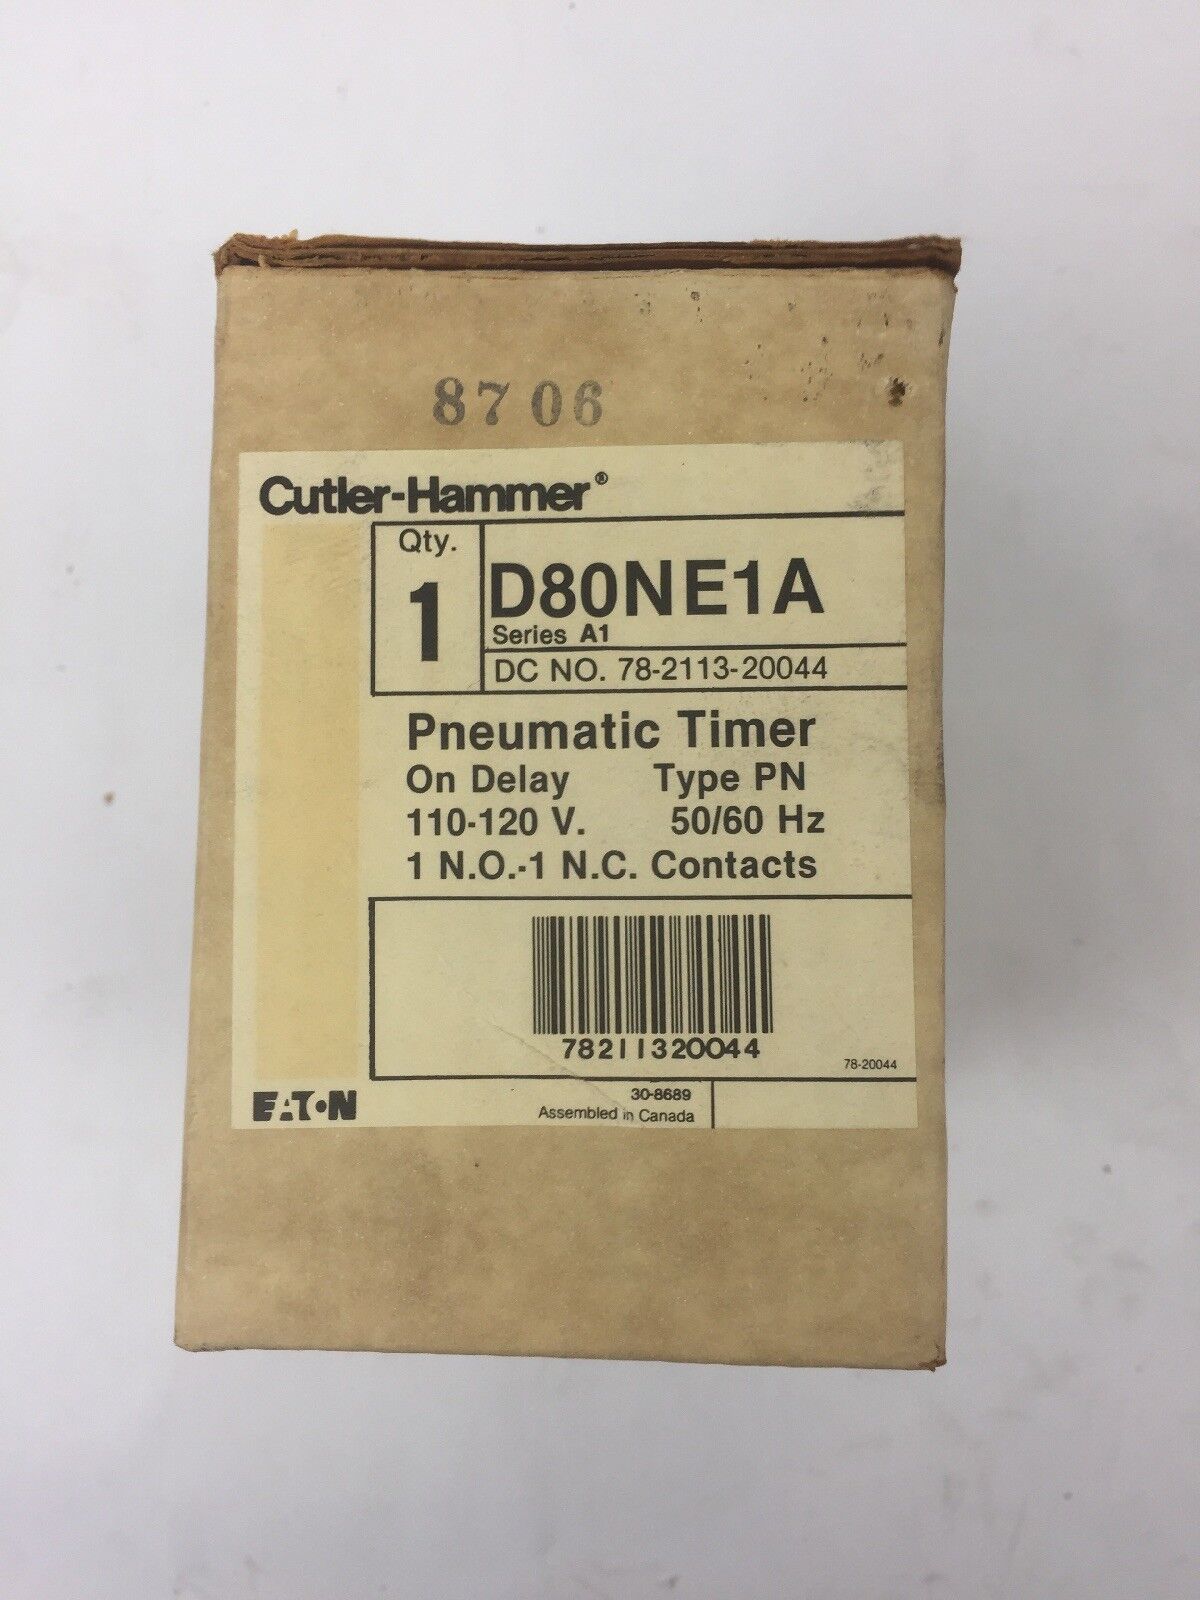 8706
Cutler-Hammer®
Qty.
1
D80NE1A
Series A1
DC NO. 78-2113-20044
Pneumatic Timer
On Delay Type PN
110-120 V. 50/60 Hz
1 N.O.-1 N.C. Contacts
78211320044
78-20044
EATON
30-8689
Assembled in Canada